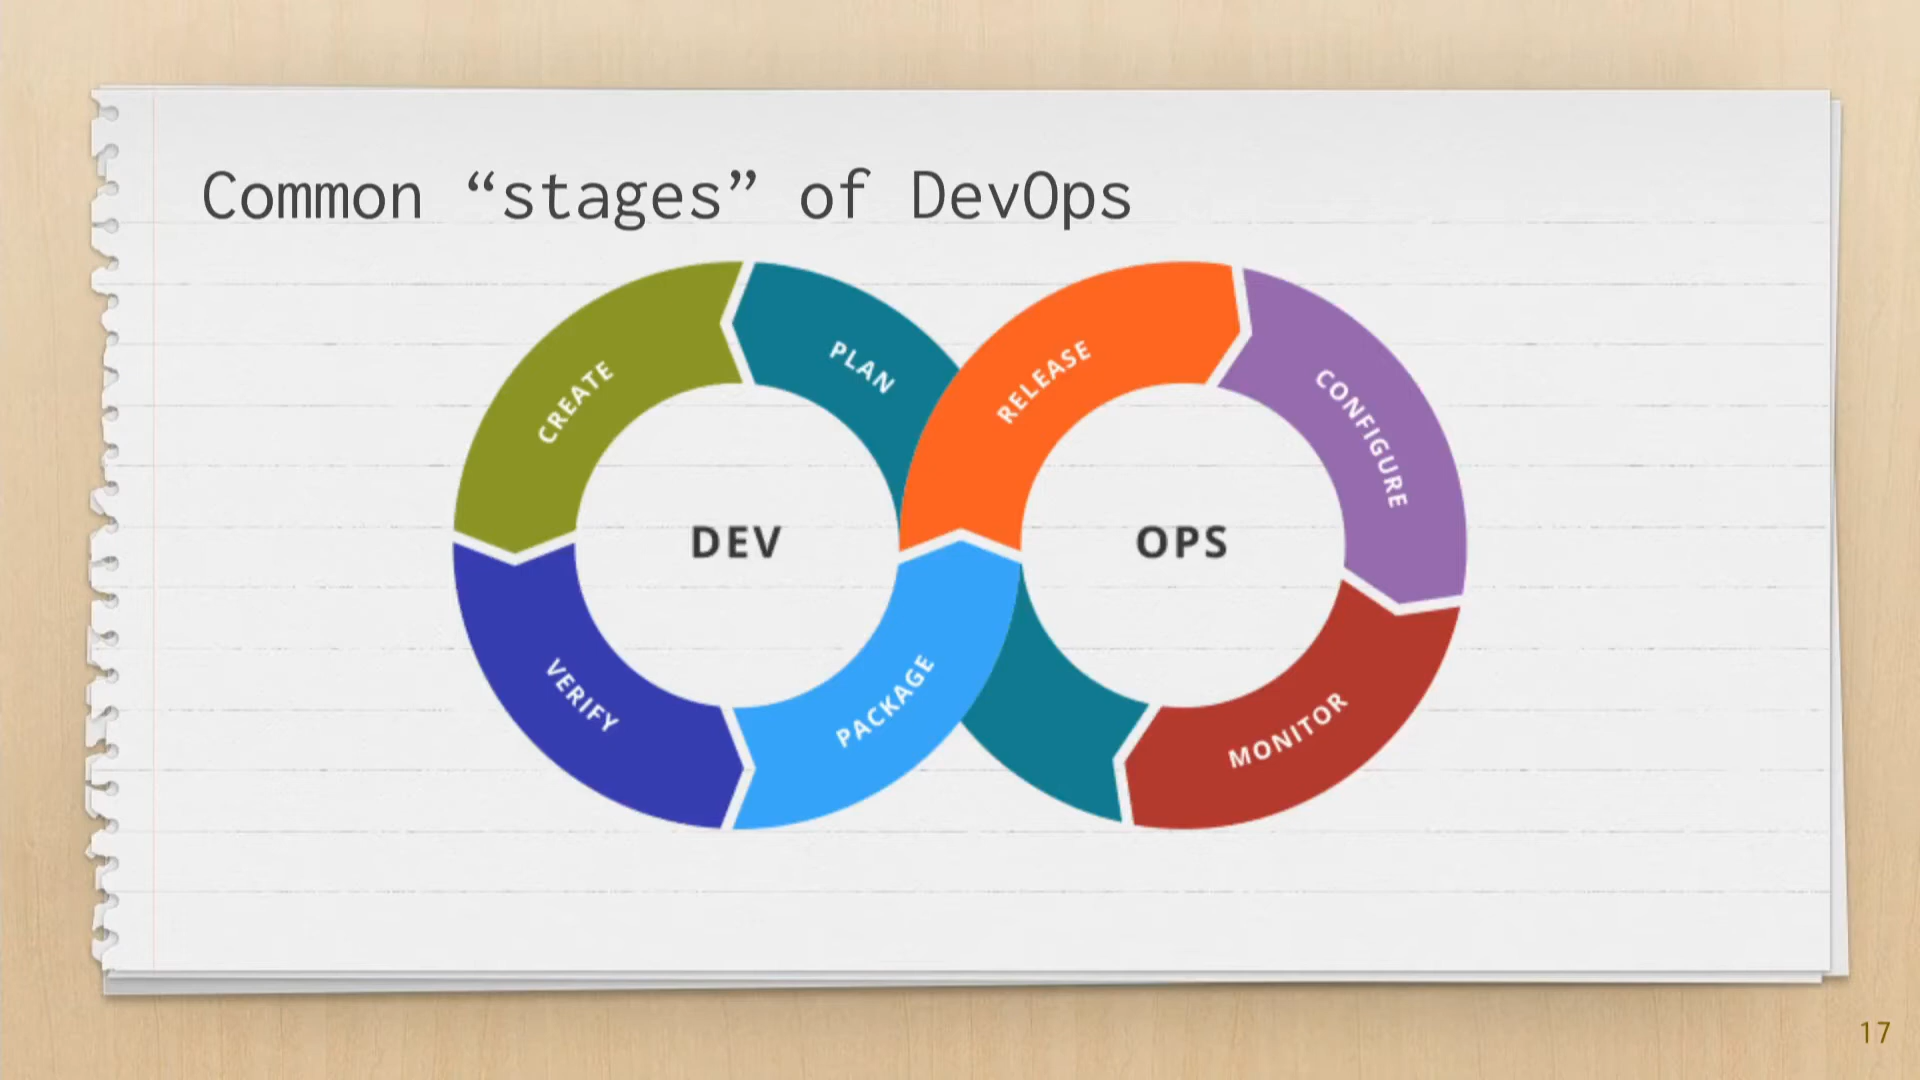 Common “stages” of DevOps
CREATE
PLAN
RELEASE
CONFIGURE
DEV
OPS
VERIFY
PACKAGE
MONITOR
17